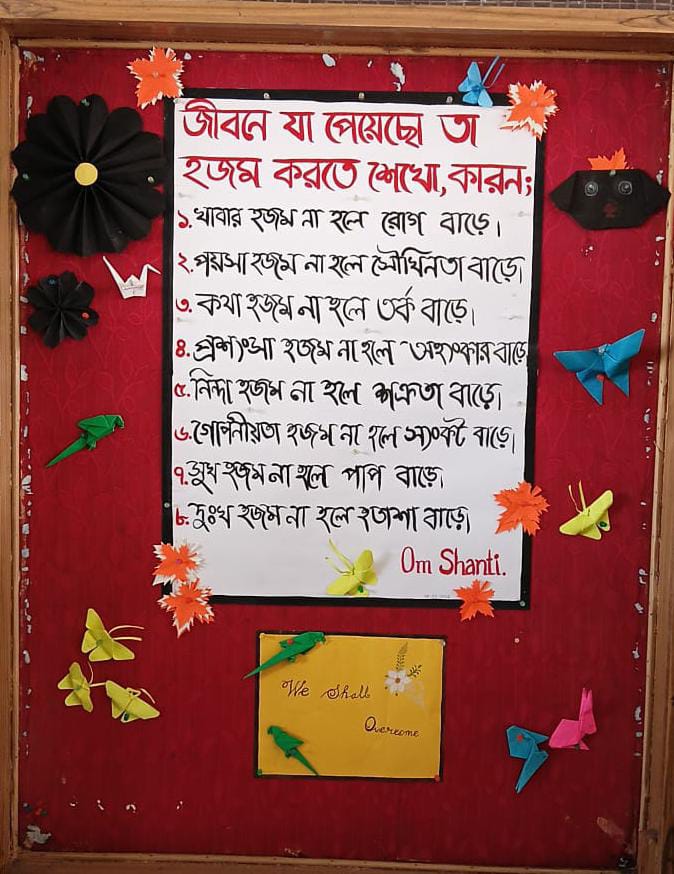 জীবনে যা পেয়েছো তা
হজম করতে শেখো, কারন;
১. খাবার হজম না হলে রোগ বাড়ে।
২. পয়সা হজম না হলে সৌখিনতা বাড়ে।
৩. কথা হজম না হলে তর্ক বাড়ে।
৪. প্রশংসা হজম না হলে অহংকার বাড়ে
৫. নিন্দা হজম না হলে শত্রুতা বাড়ে।
৬. গোপনীয়তা হজম না হলে সংকট বাড়ে।
৭. সুখ হজম না হলে পাপ বাড়ে।
৮. দুঃখ হজম না হলে হতাশা বাড়ে।
Om Shanti.
We Shall
Overcome